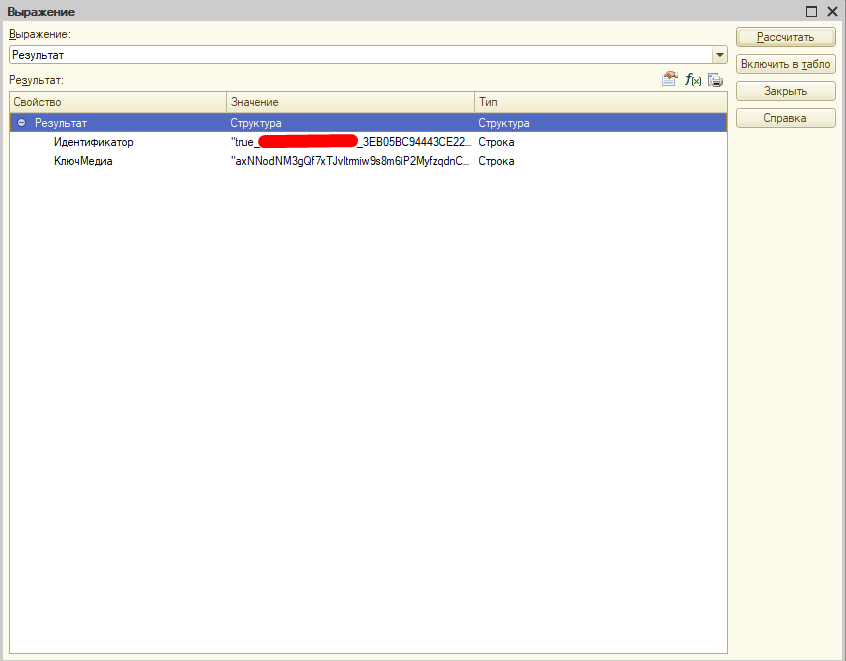 Выражение
Выражение:
Рассчитать
Результат
Включить в табло
Результат:
Закрыть
Свойство Значение Тип
Справка
Результат Структура Структура
Идентификатор "true_ _3EB05BC94443CE22... Строка
КлючМедиа "axNNodNM3gQf7xTJvltrmiw9s8m6iP2MyfzqdnC... Строка